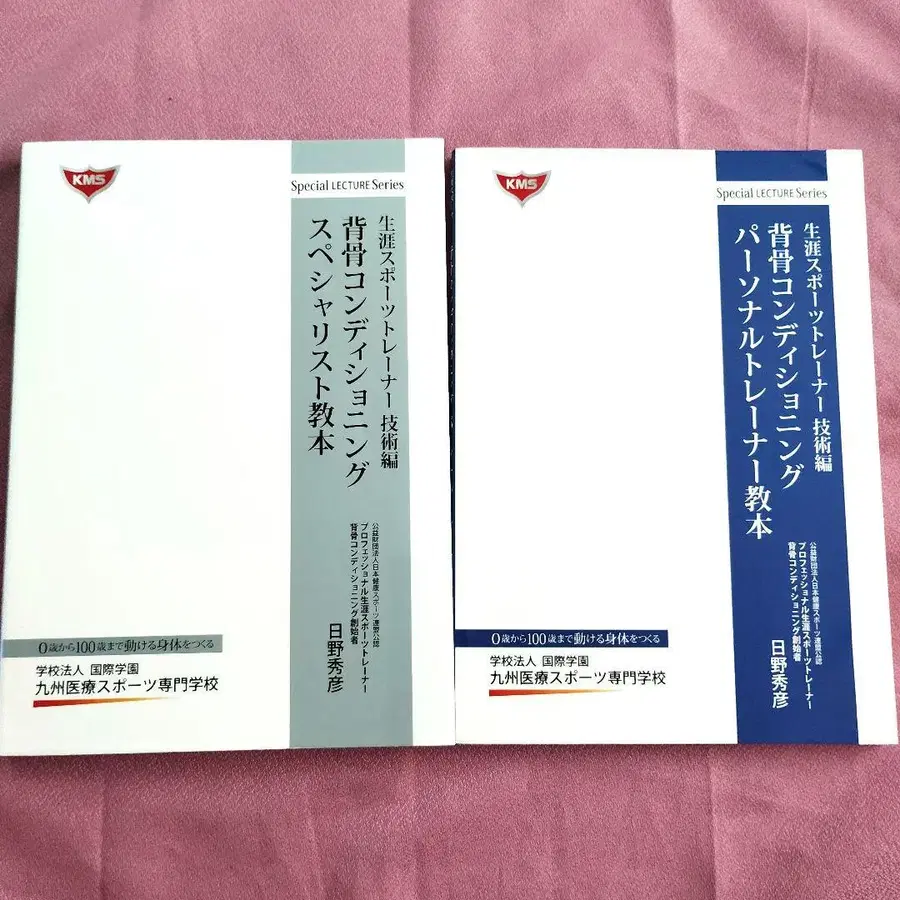 KMS
Special LECTURE Series
生涯スポーツトレーナー 技術編
背骨コンディショニング
スペシャリスト教本
公益財団法人日本健康スポーツ連盟公認
プロフェッショナル生涯スポーツトレーナー
背骨コンディショニング創始者
日野秀彦
0歳から100歳まで動ける身体をつくる
学校法人 国際学園
九州医療スポーツ専門学校
KMS
Special LECTURE Series
生涯スポーツトレーナー 技術編
背骨コンディショニング
パーソナルトレーナー教本
公益財団法人日本健康スポーツ連盟公認
プロフェッショナル生涯スポーツトレーナー
背骨コンディショニング創始者
日野秀彦
0歳から100歳まで動ける身体をつくる
学校法人 国際学園
九州医療スポーツ専門学校